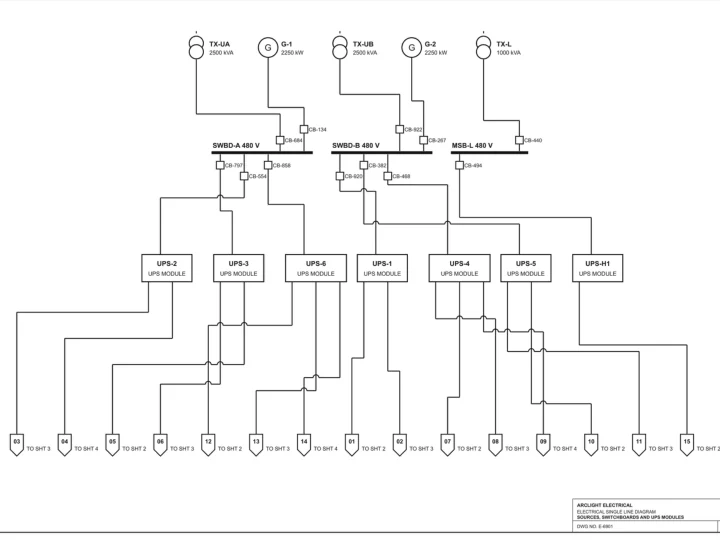 TX-UA
2500 kVA
G
G-1
2250 kW
TX-UB
2500 kVA
G
G-2
2250 kW
TX-L
1000 kVA
CB-134
CB-922
CB-684
CB-267
CB-440
SWBD-A 480 V
SWBD-B 480 V
MSB-L 480 V
CB-797
CB-858
CB-382
CB-494
CB-554
CB-920
CB-468
UPS-2
UPS MODULE
UPS-3
UPS MODULE
UPS-6
UPS MODULE
UPS-1
UPS MODULE
UPS-4
UPS MODULE
UPS-5
UPS MODULE
UPS-H1
UPS MODULE
03
TO SHT 3
04
TO SHT 4
05
TO SHT 2
06
TO SHT 3
12
TO SHT 2
13
TO SHT 3
14
TO SHT 4
01
TO SHT 2
02
TO SHT 3
07
TO SHT 2
08
TO SHT 3
09
TO SHT 4
10
TO SHT 2
11
TO SHT 3
15
TO SHT 2
ARCLIGHT ELECTRICAL
ELECTRICAL SINGLE LINE DIAGRAM
SOURCES, SWITCHBOARDS AND UPS MODULES